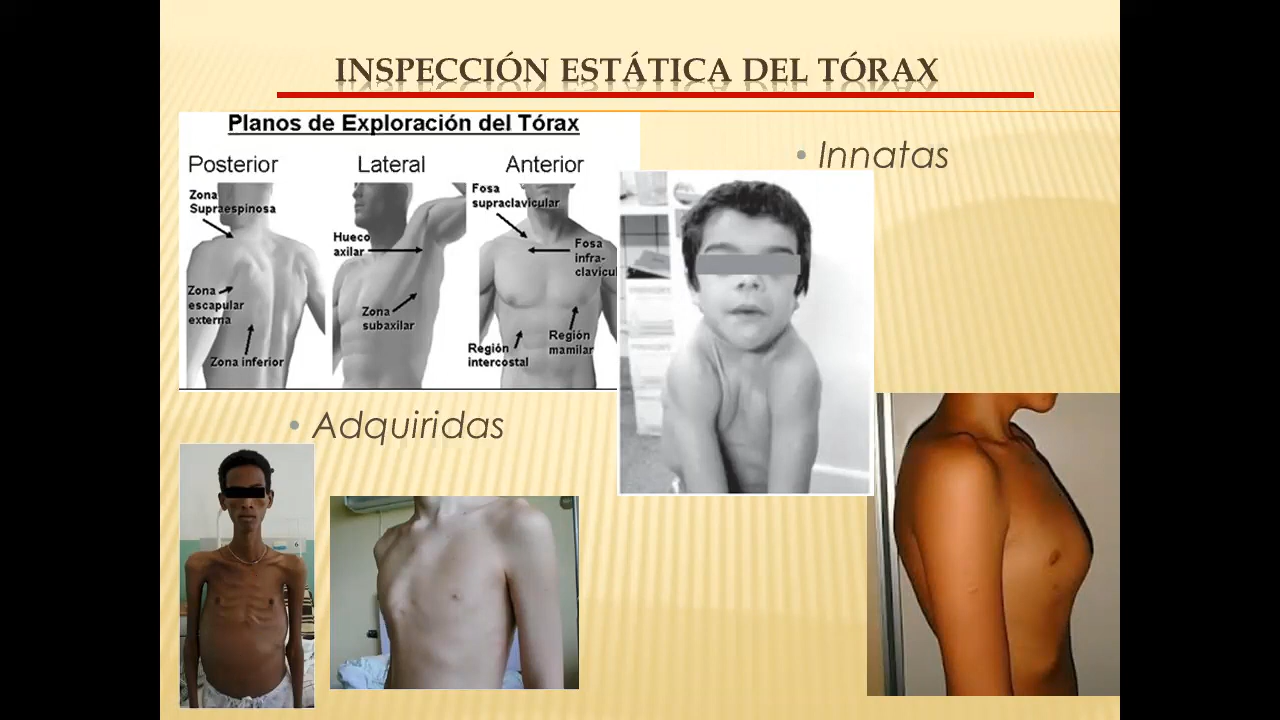 INSPECCIÓN ESTÁTICA DEL TÓRAX
Planos de Exploración del Tórax
Posterior
Lateral
Anterior
Zona
Supraespinosa
Zona
escapular
externa
Zona inferior
Hueco
axilar
Zona
subaxilar
Fosa
supraclavicular
Fosa
infra-
clavicul
Región
intercostal
Región
mamilar
• Innatas
• Adquiridas
6